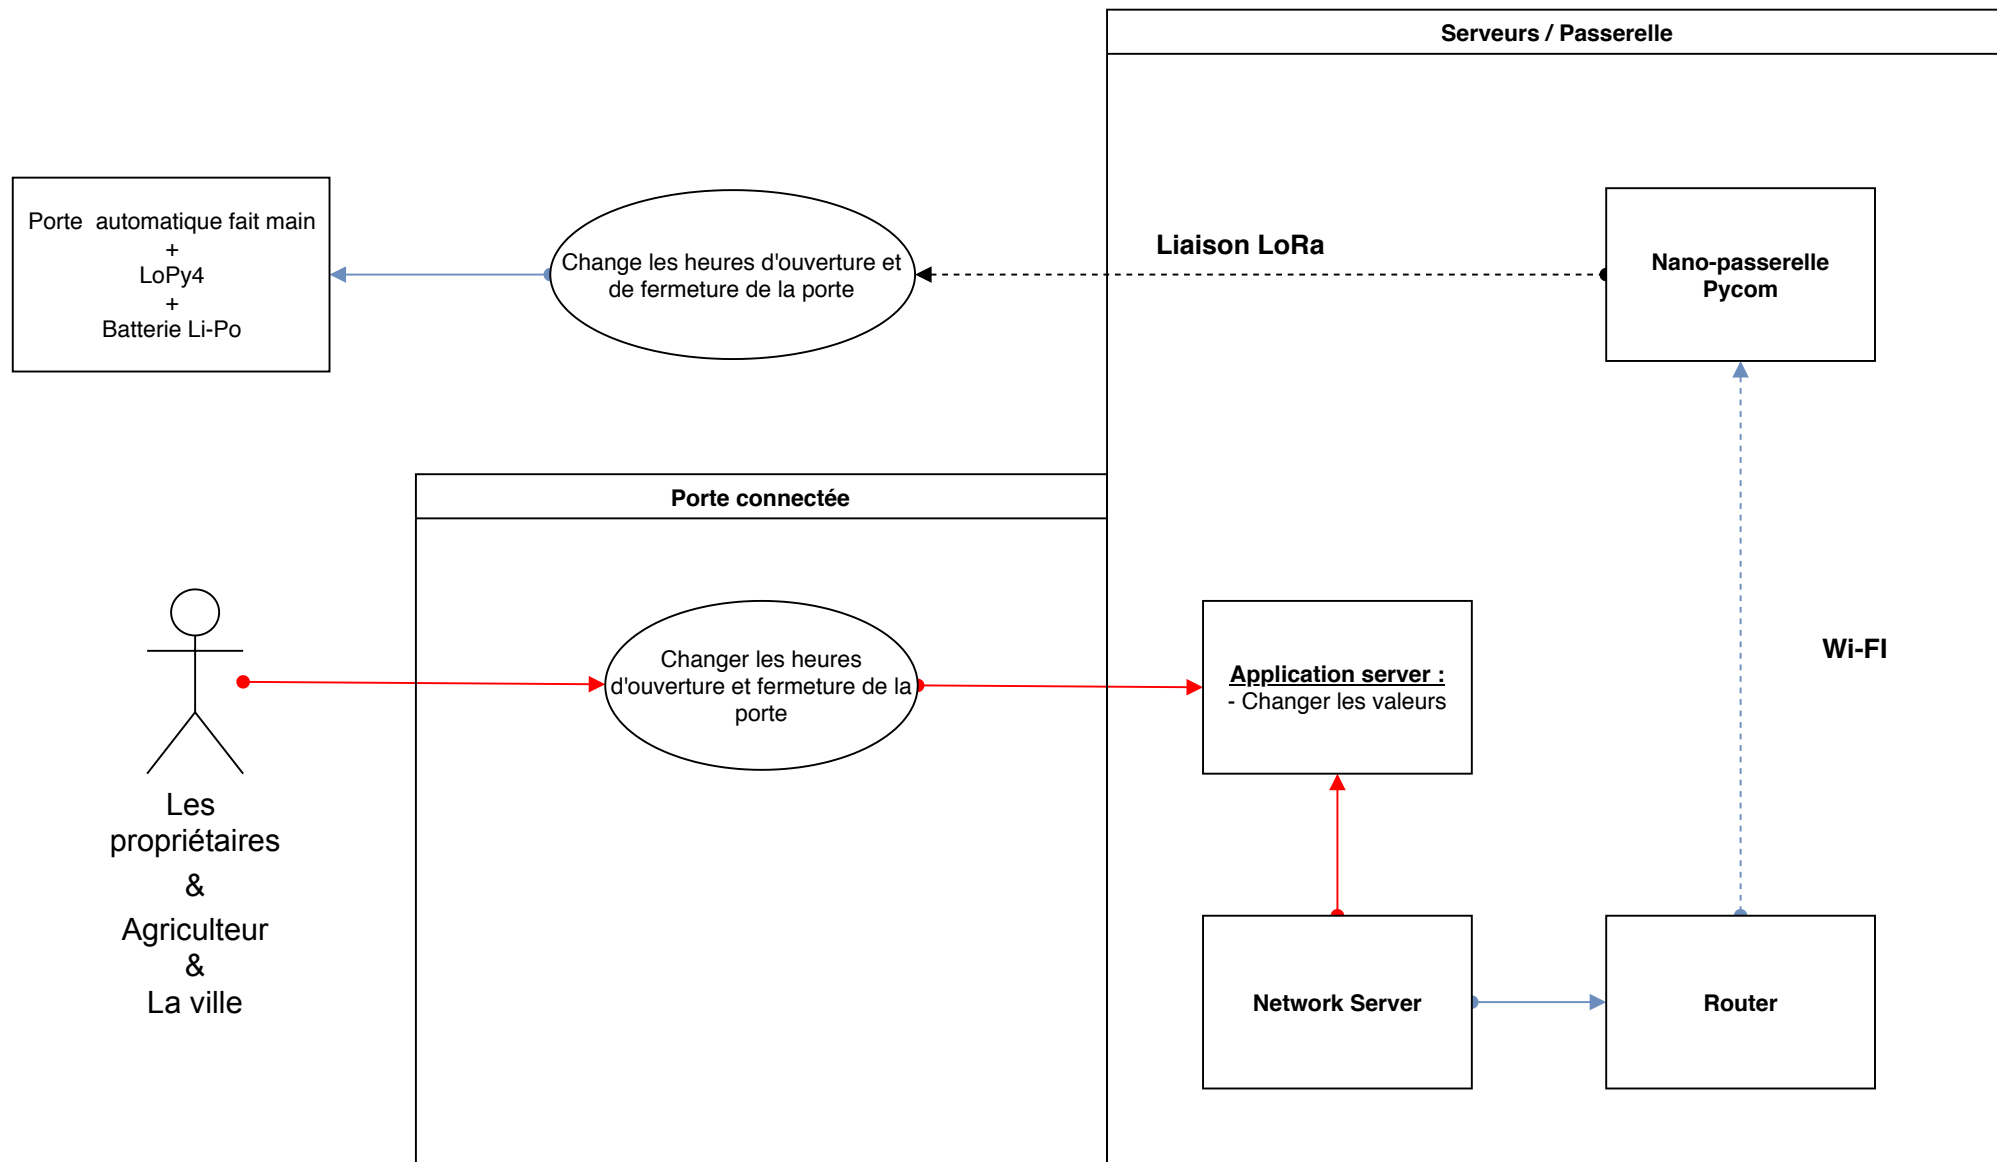 Serveurs / Passerelle
Porte  automatique fait main
+
LoPy4
+
Batterie Li-Po
Change les heures d'ouverture et
de fermeture de la porte
Liaison LoRa
Nano-passerelle
Pycom
Porte connectée
Changer les heures
d'ouverture et fermeture de la
porte
Application server :
- Changer les valeurs
Wi-FI
Les
propriétaires
&
Agriculteur
&
La ville
Network Server
Router